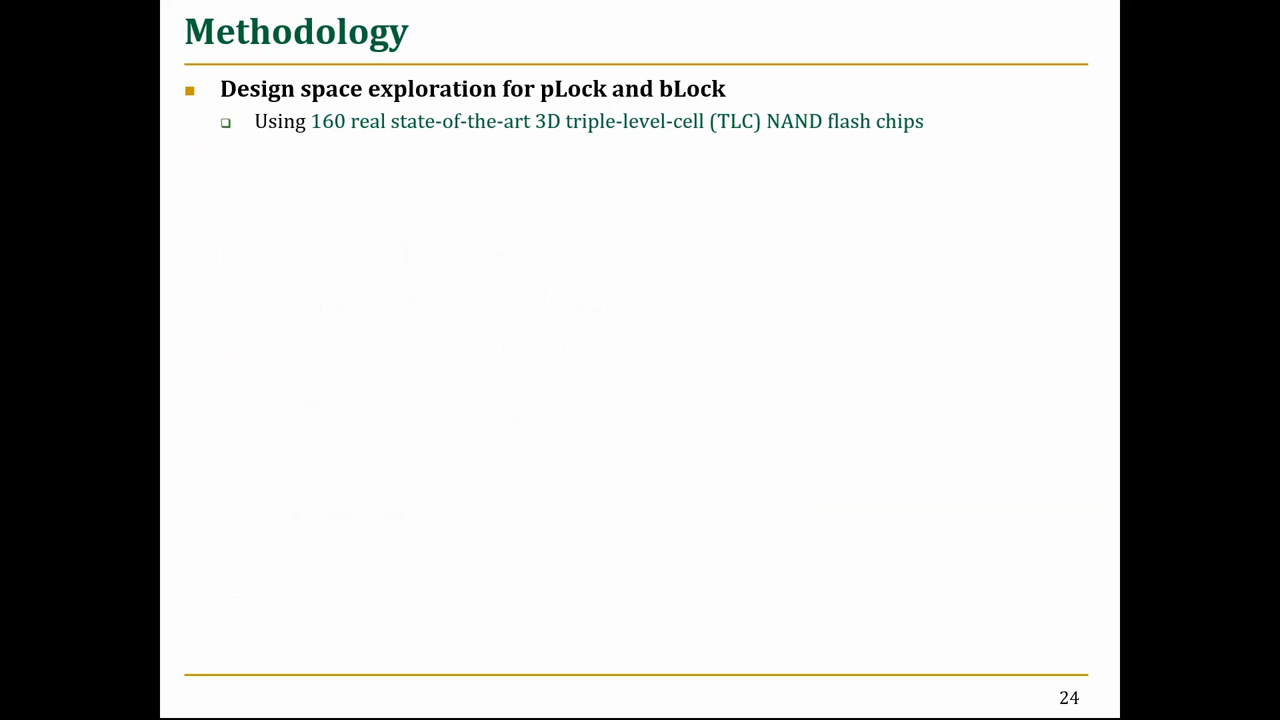 Methodology
Design space exploration for pLock and bLock
Using 160 real state-of-the-art 3D triple-level-cell (TLC) NAND flash chips
24